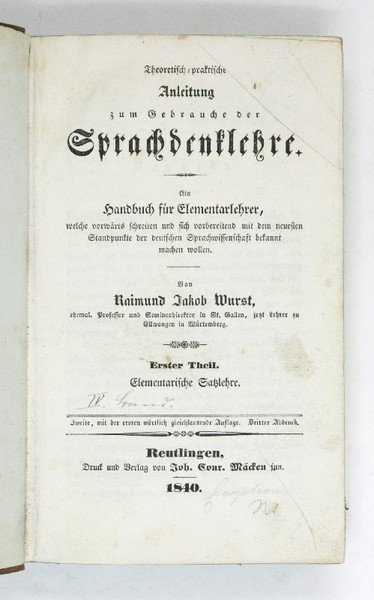 Theoretisch-praktische
Anleitung
zum Gebrauche der
Sprachdenklehre.
Ein
Handbuch für Elementarlehrer,
welche vorwärts schreiten und sich vorbereitend mit dem neuesten
Standpunkte der deutschen Sprachwissenschaft bekannt
machen wollen.
Von
Raimund Jakob Wurst,
ehemal. Professor und Seminardirektor in St. Gallen, jetzt Lehrer zu
Ellwangen in Würtemberg.
Erster Theil.
Elementarische Satzlehre.
IV
Zweite, mit der ersten wörtlich gleichlautende Auflage. Dritter Abdruck.
Reutlingen,
Druck und Verlag von Joh. Conr. Mäcken jun.
1840.